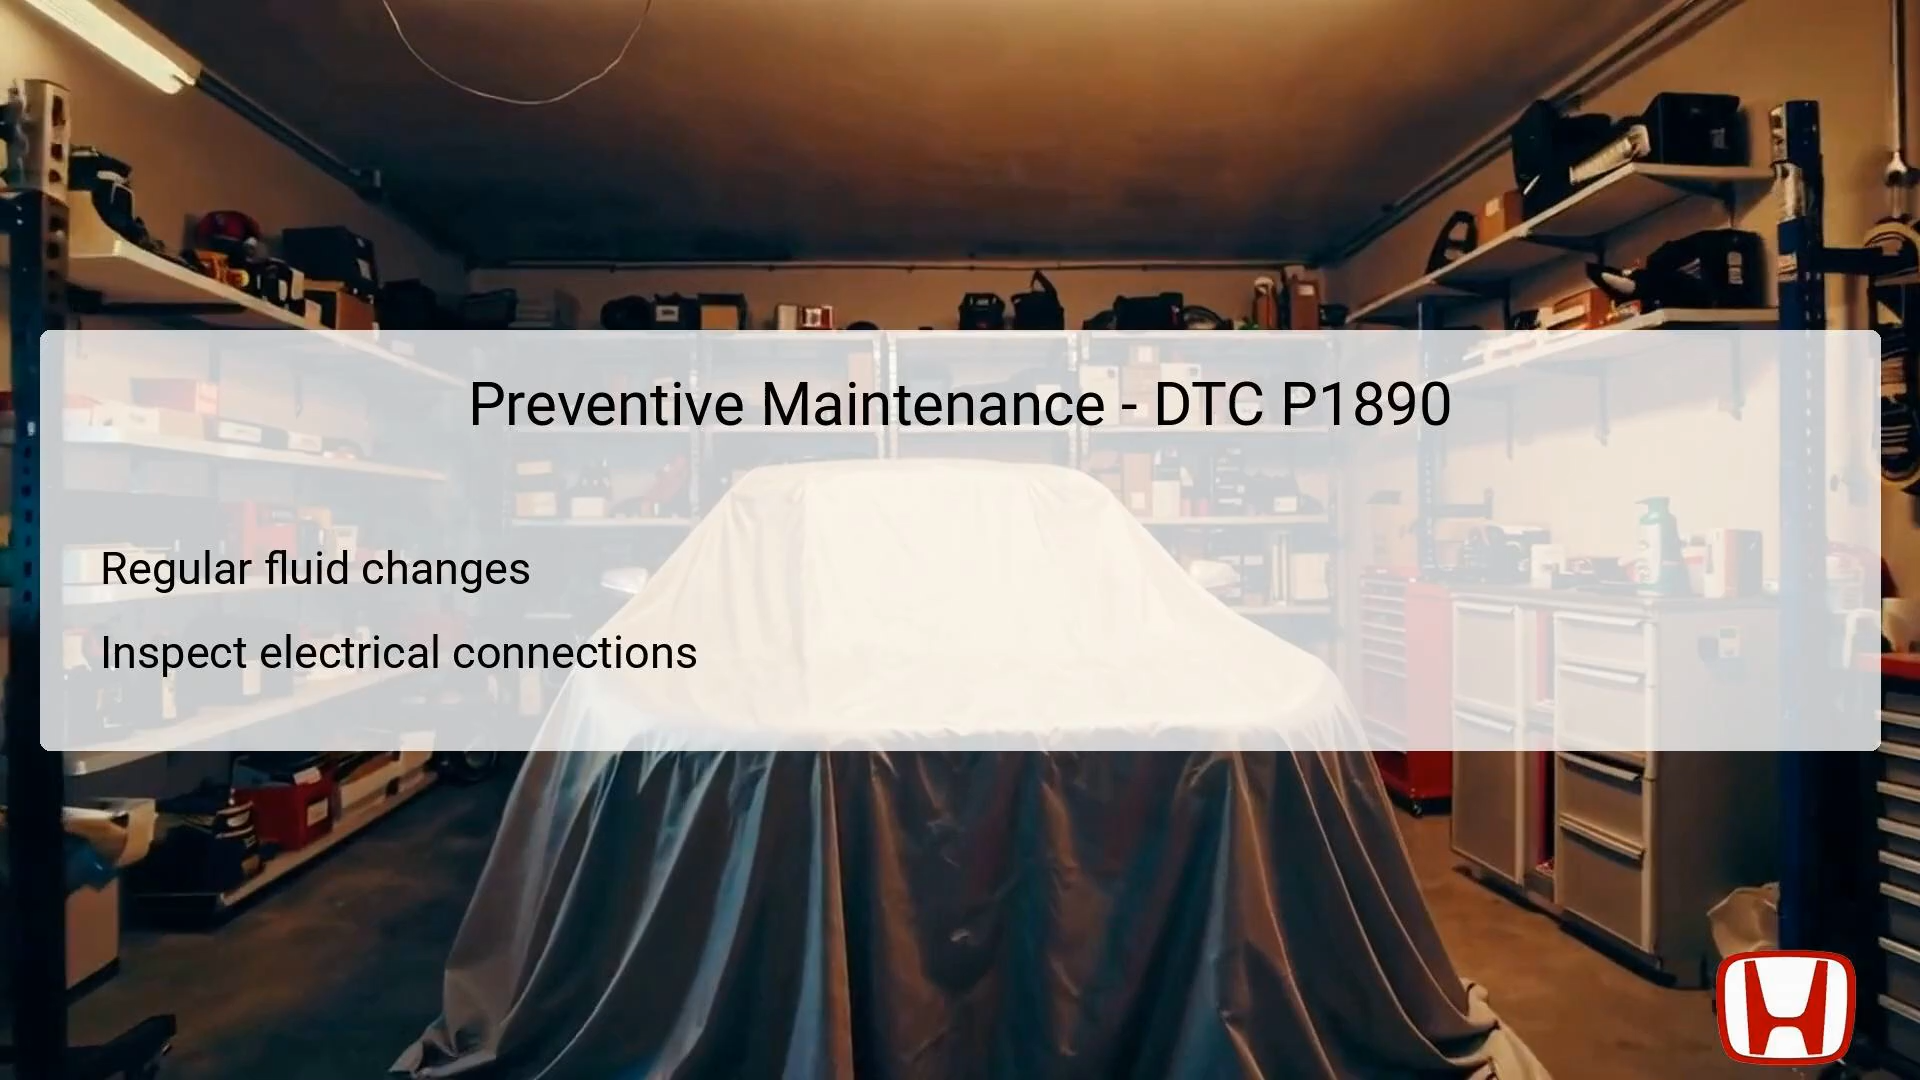 Preventive Maintenance - DTC P1890
Regular fluid changes
Inspect electrical connections